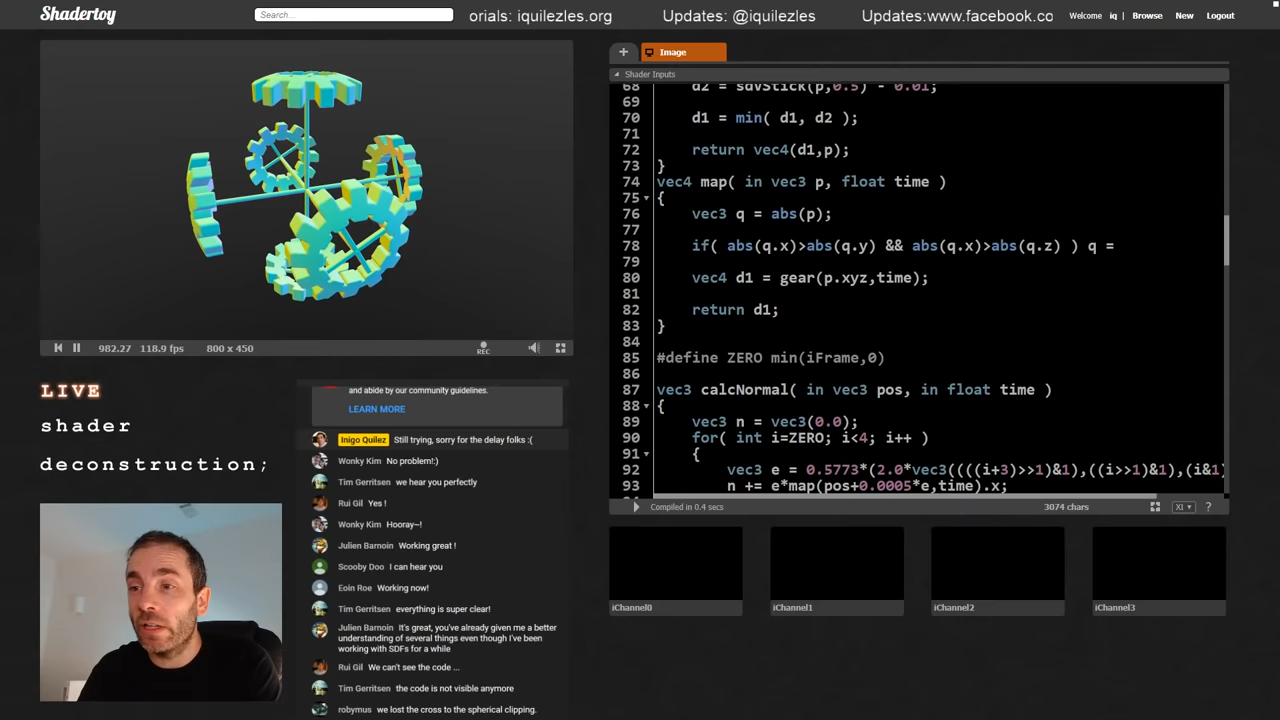 Shadertoy
Search...
orials: iquilezles.org
Updates: @iquilezles
Updates:www.facebook.co
Welcome iq | Browse New Logout
+ Image
Shader Inputs
68 d2 = sdvStick(p,0.5) - 0.01;
69
70 d1 = min( d1, d2 );
71
72 return vec4(d1,p);
73 }
74 vec4 map( in vec3 p, float time )
75 {
76 vec3 q = abs(p);
77
78 if( abs(q.x)>abs(q.y) && abs(q.x)>abs(q.z) ) q =
79
80 vec4 d1 = gear(p.xyz,time);
81
82 return d1;
83 }
84
85 #define ZERO min(iFrame,0)
86
87 vec3 calcNormal( in vec3 pos, in float time )
88 {
89 vec3 n = vec3(0.0);
90 for( int i=ZERO; i<4; i++ )
91 {
92 vec3 e = 0.5773*(2.0*vec3((((i+3)>>1)&1),((i>>1)&1),(i&1)
93 n += e*map(pos+0.0005*e,time).x;
982.27 118.9 fps 800 x 450
REC
Compiled in 0.4 secs
3074 chars
XI
?
iChannel0
iChannel1
iChannel2
iChannel3
LIVE
shader
deconstruction;
and abide by our community guidelines.
LEARN MORE
Inigo Quilez Still trying, sorry for the delay folks :(
Wonky Kim No problem!:)
Tim Gerritsen we hear you perfectly
Rui Gil Yes !
Wonky Kim Hooray~!
Julien Barnoin Working great !
Scooby Doo I can hear you
Eoin Roe Working now!
Tim Gerritsen everything is super clear!
Julien Barnoin It's great, you've already given me a better
understanding of several things even though I've been
working with SDFs for a while
Rui Gil We can't see the code ...
Tim Gerritsen the code is not visible anymore
robymus we lost the cross to the spherical clipping.